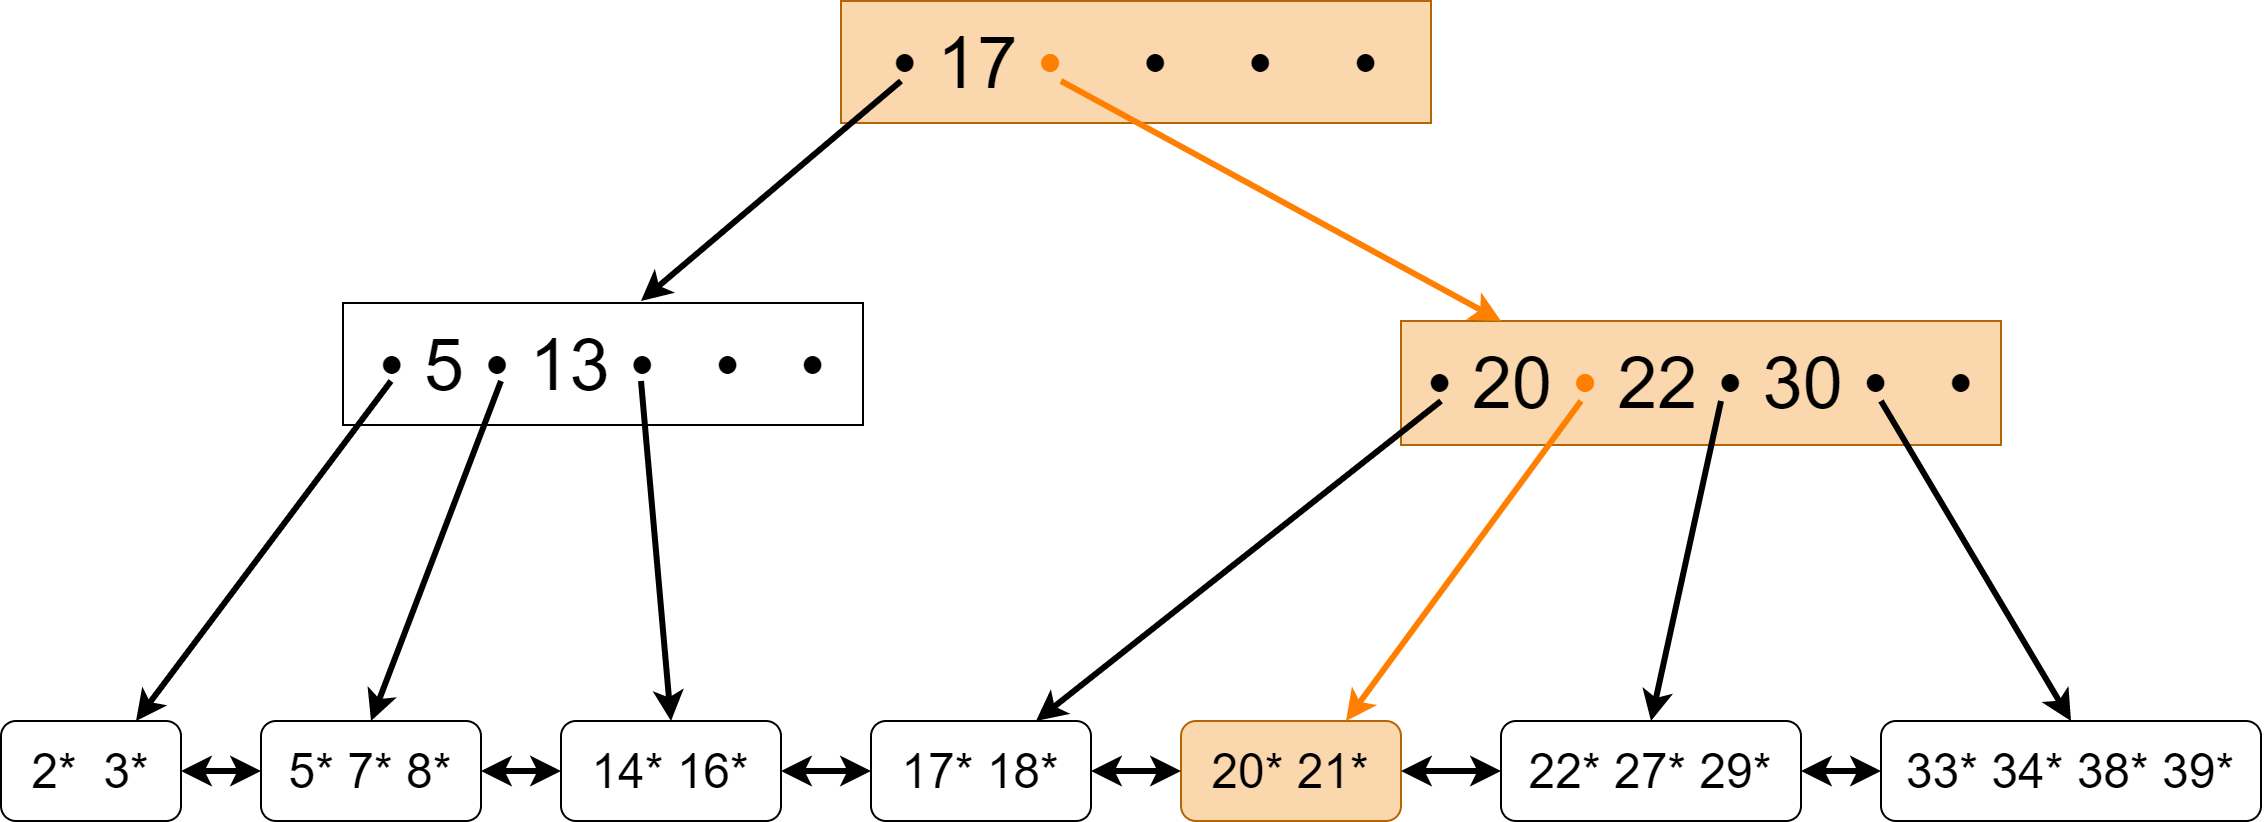 • 17 • • • •
• 5 • 13 • • •
• 20 • 22 • 30 • •
2* 3*
5* 7* 8*
14* 16*
17* 18*
20* 21*
22* 27* 29*
33* 34* 38* 39*